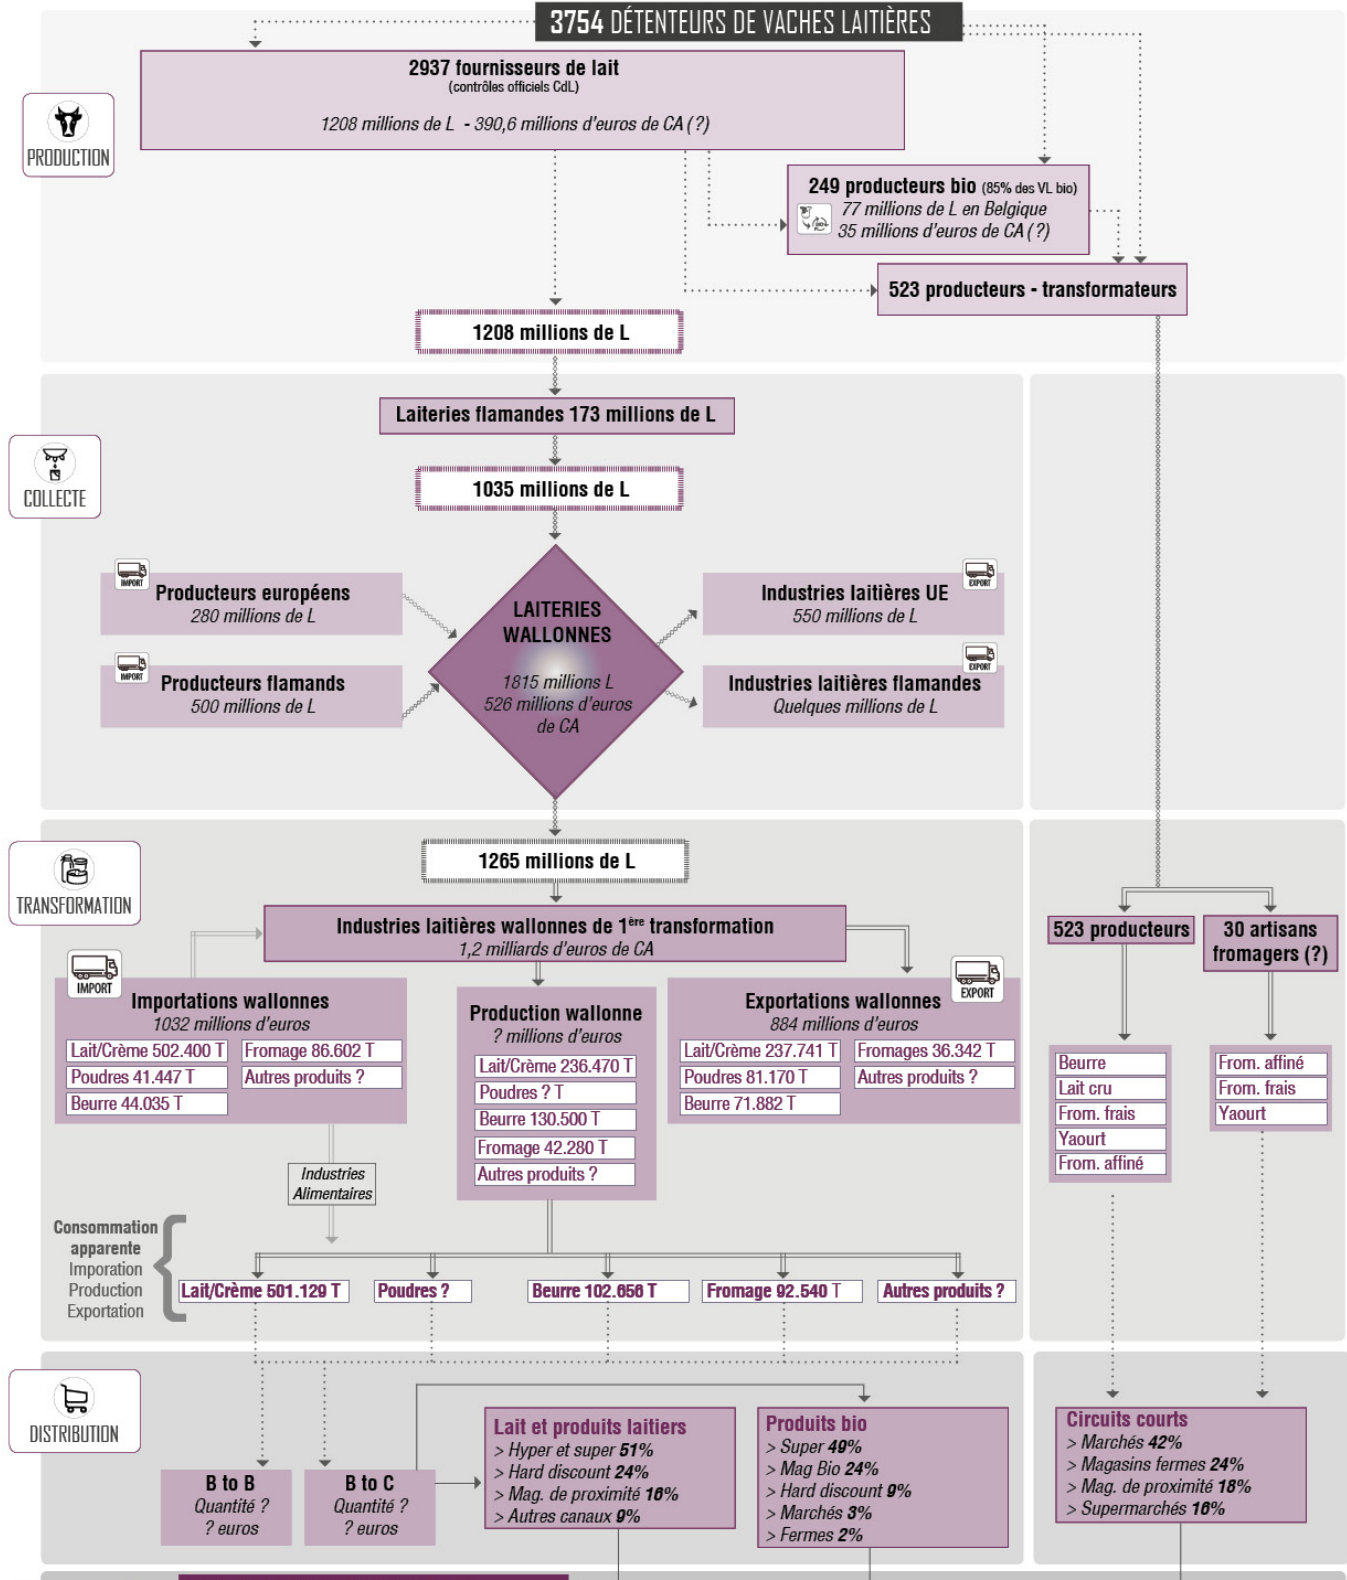 3754 DÉTENTEURS DE VACHES LAITIÈRES
2937 fournisseurs de lait
(contrôles officiels CdL)
1208 millions de L - 390,6 millions d'euros de CA (?)
PRODUCTION
249 producteurs bio (85% des VL bio)
77 millions de L en Belgique
35 millions d'euros de CA (?)
523 producteurs - transformateurs
1208 millions de L
Laiteries flamandes 173 millions de L
COLLECTE
1035 millions de L
IMPORT
Producteurs européens
280 millions de L
IMPORT
Producteurs flamands
500 millions de L
LAITERIES
WALLONNES
1815 millions L
526 millions d'euros
de CA
EXPORT
Industries laitières UE
550 millions de L
EXPORT
Industries laitières flamandes
Quelques millions de L
TRANSFORMATION
1265 millions de L
Industries laitières wallonnes de 1ère transformation
1,2 milliards d'euros de CA
IMPORT
Importations wallonnes
1032 millions d'euros
Lait/Crème 502.400 T
Fromage 86.602 T
Poudres 41.447 T
Autres produits ?
Beurre 44.035 T
Production wallonne
? millions d'euros
Lait/Crème 236.470 T
Poudres ? T
Beurre 130.500 T
Fromage 42.280 T
Autres produits ?
EXPORT
Exportations wallonnes
884 millions d'euros
Lait/Crème 237.741 T
Fromages 36.342 T
Poudres 81.170 T
Autres produits ?
Beurre 71.882 T
523 producteurs
Beurre
Lait cru
From. frais
Yaourt
From. affiné
30 artisans
fromagers (?)
From. affiné
From. frais
Yaourt
Industries
Alimentaires
Consommation
apparente
Imporation
Production
Exportation
Lait/Crème 501.129 T
Poudres ?
Beurre 102.656 T
Fromage 92.540 T
Autres produits ?
DISTRIBUTION
B to B
Quantité ?
? euros
B to C
Quantité ?
? euros
Lait et produits laitiers
> Hyper et super 51%
> Hard discount 24%
> Mag. de proximité 16%
> Autres canaux 9%
Produits bio
> Super 49%
> Mag Bio 24%
> Hard discount 9%
> Marchés 3%
> Fermes 2%
Circuits courts
> Marchés 42%
> Magasins fermes 24%
> Mag. de proximité 18%
> Supermarchés 16%